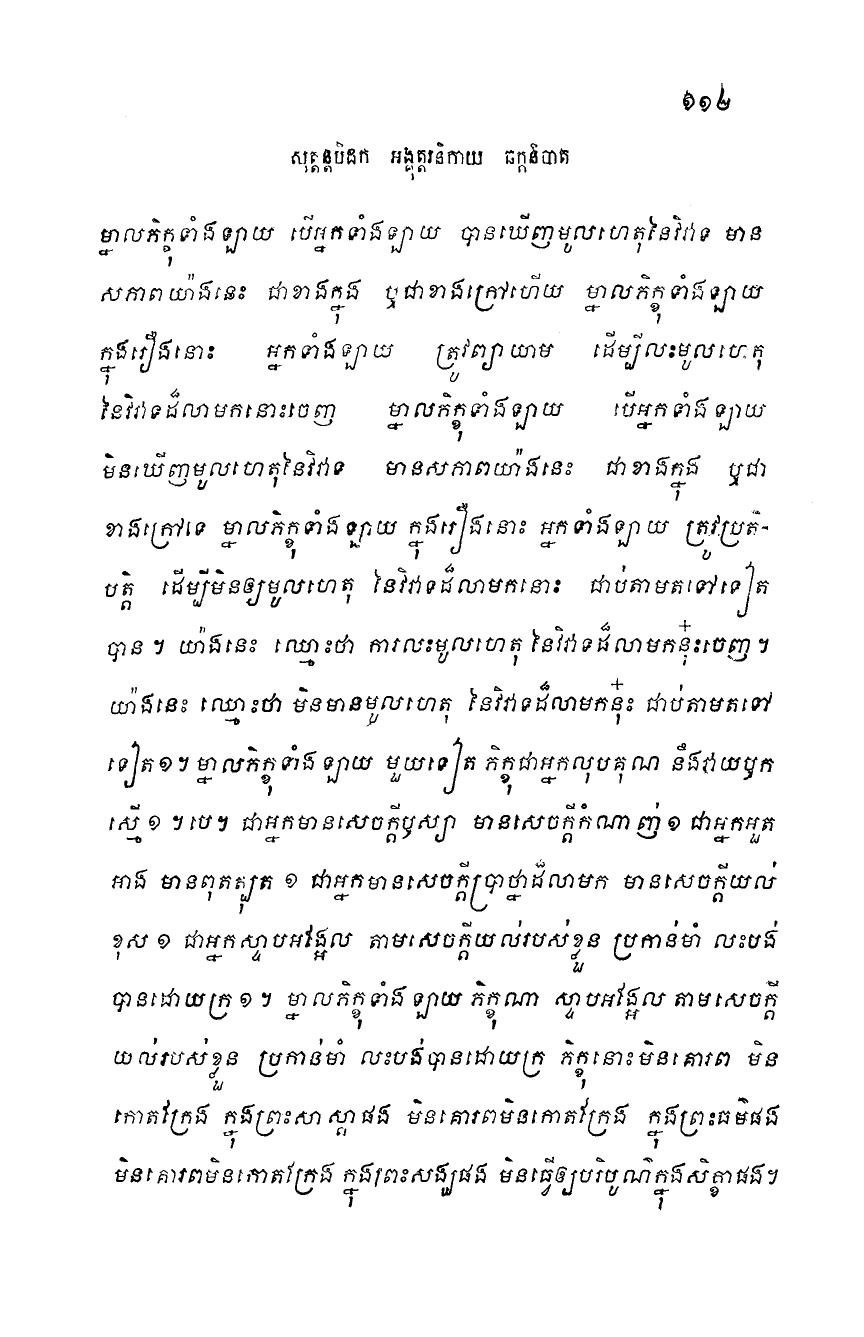 ១១៤
សុត្តន្តបិដក អង្គុត្តរនិកាយ ឆក្កនិបាត
ម្នាលភិក្ខុទាំងឡាយ បើអ្នកទាំងឡាយ បានឃើញមូលហេតុនៃវិវាទ មាន
សភាពយ៉ាងនេះ ជាខាងក្នុង ឬជាខាងក្រៅហើយ ម្នាលភិក្ខុទាំងឡាយ
ក្នុងរឿងនោះ អ្នកទាំងឡាយ ត្រូវព្យាយាម ដើម្បីលះមូលហេតុ
នៃវិវាទដ៏លាមកនោះចេញ ម្នាលភិក្ខុទាំងឡាយ បើអ្នកទាំងឡាយ
មិនឃើញមូលហេតុនៃវិវាទ មានសភាពយ៉ាងនេះ ជាខាងក្នុង ឬជា
ខាងក្រៅទេ ម្នាលភិក្ខុទាំងឡាយ ក្នុងរឿងនោះ អ្នកទាំងឡាយ ត្រូវប្រតិ-
បត្តិ ដើម្បីមិនឲ្យមូលហេតុ នៃវិវាទដ៏លាមកនោះ ជាប់តាមតទៅទៀត
បាន។ យ៉ាងនេះ ឈ្មោះថា ការលះមូលហេតុ នៃវិវាទដ៏លាមកនុ៎ះចេញ។
យ៉ាងនេះ ឈ្មោះថា មិនមានមូលហេតុ នៃវិវាទដ៏លាមកនុ៎ះ ជាប់តាមតទៅ
ទៀត១។ ម្នាលភិក្ខុទាំងឡាយ មួយទៀត ភិក្ខុជាអ្នកលុបគុណ នឹងវាយឫក
ស្មើ ១ ។បេ។ ជាអ្នកមានសេចក្តីឫស្យា មានសេចក្តីកំណាញ់ ១ ជាអ្នកអួត
អាង មានពុតត្បុត ១ ជាអ្នកមានសេចក្តីប្រាថ្នាដ៏លាមក មានសេចក្តីយល់
ខុស ១ ជាអ្នកស្ទាបអង្អែល តាមសេចក្តីយល់របស់ខ្លួន ប្រកាន់មាំ លះបង់
បានដោយក្រ ១។ ម្នាលភិក្ខុទាំងឡាយ ភិក្ខុណា ស្ទាបអង្អែល តាមសេចក្តី
យល់របស់ខ្លួន ប្រកាន់មាំ លះបង់បានដោយក្រ ភិក្ខុនោះមិនគោរព មិន
កោតក្រែង ក្នុងព្រះសាស្តាផង មិនគោរពមិនកោតក្រែង ក្នុងព្រះធម៌ផង
មិនគោរពមិនកោតក្រែង ក្នុងព្រះសង្ឃផង មិនធ្វើឲ្យបរិបូណ៌ក្នុងសិក្ខាផង។